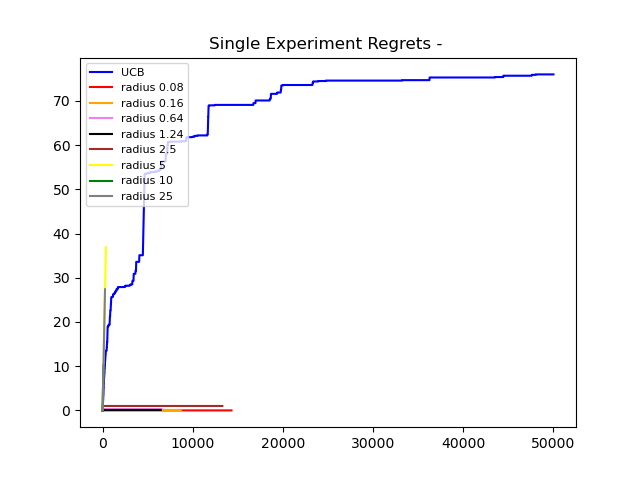 Single Experiment Regrets -
UCB
radius 0.08
radius 0.16
radius 0.64
radius 1.24
radius 2.5
radius 5
radius 10
radius 25
70
60
50
40
30
20
10
0
0 10000 20000 30000 40000 50000